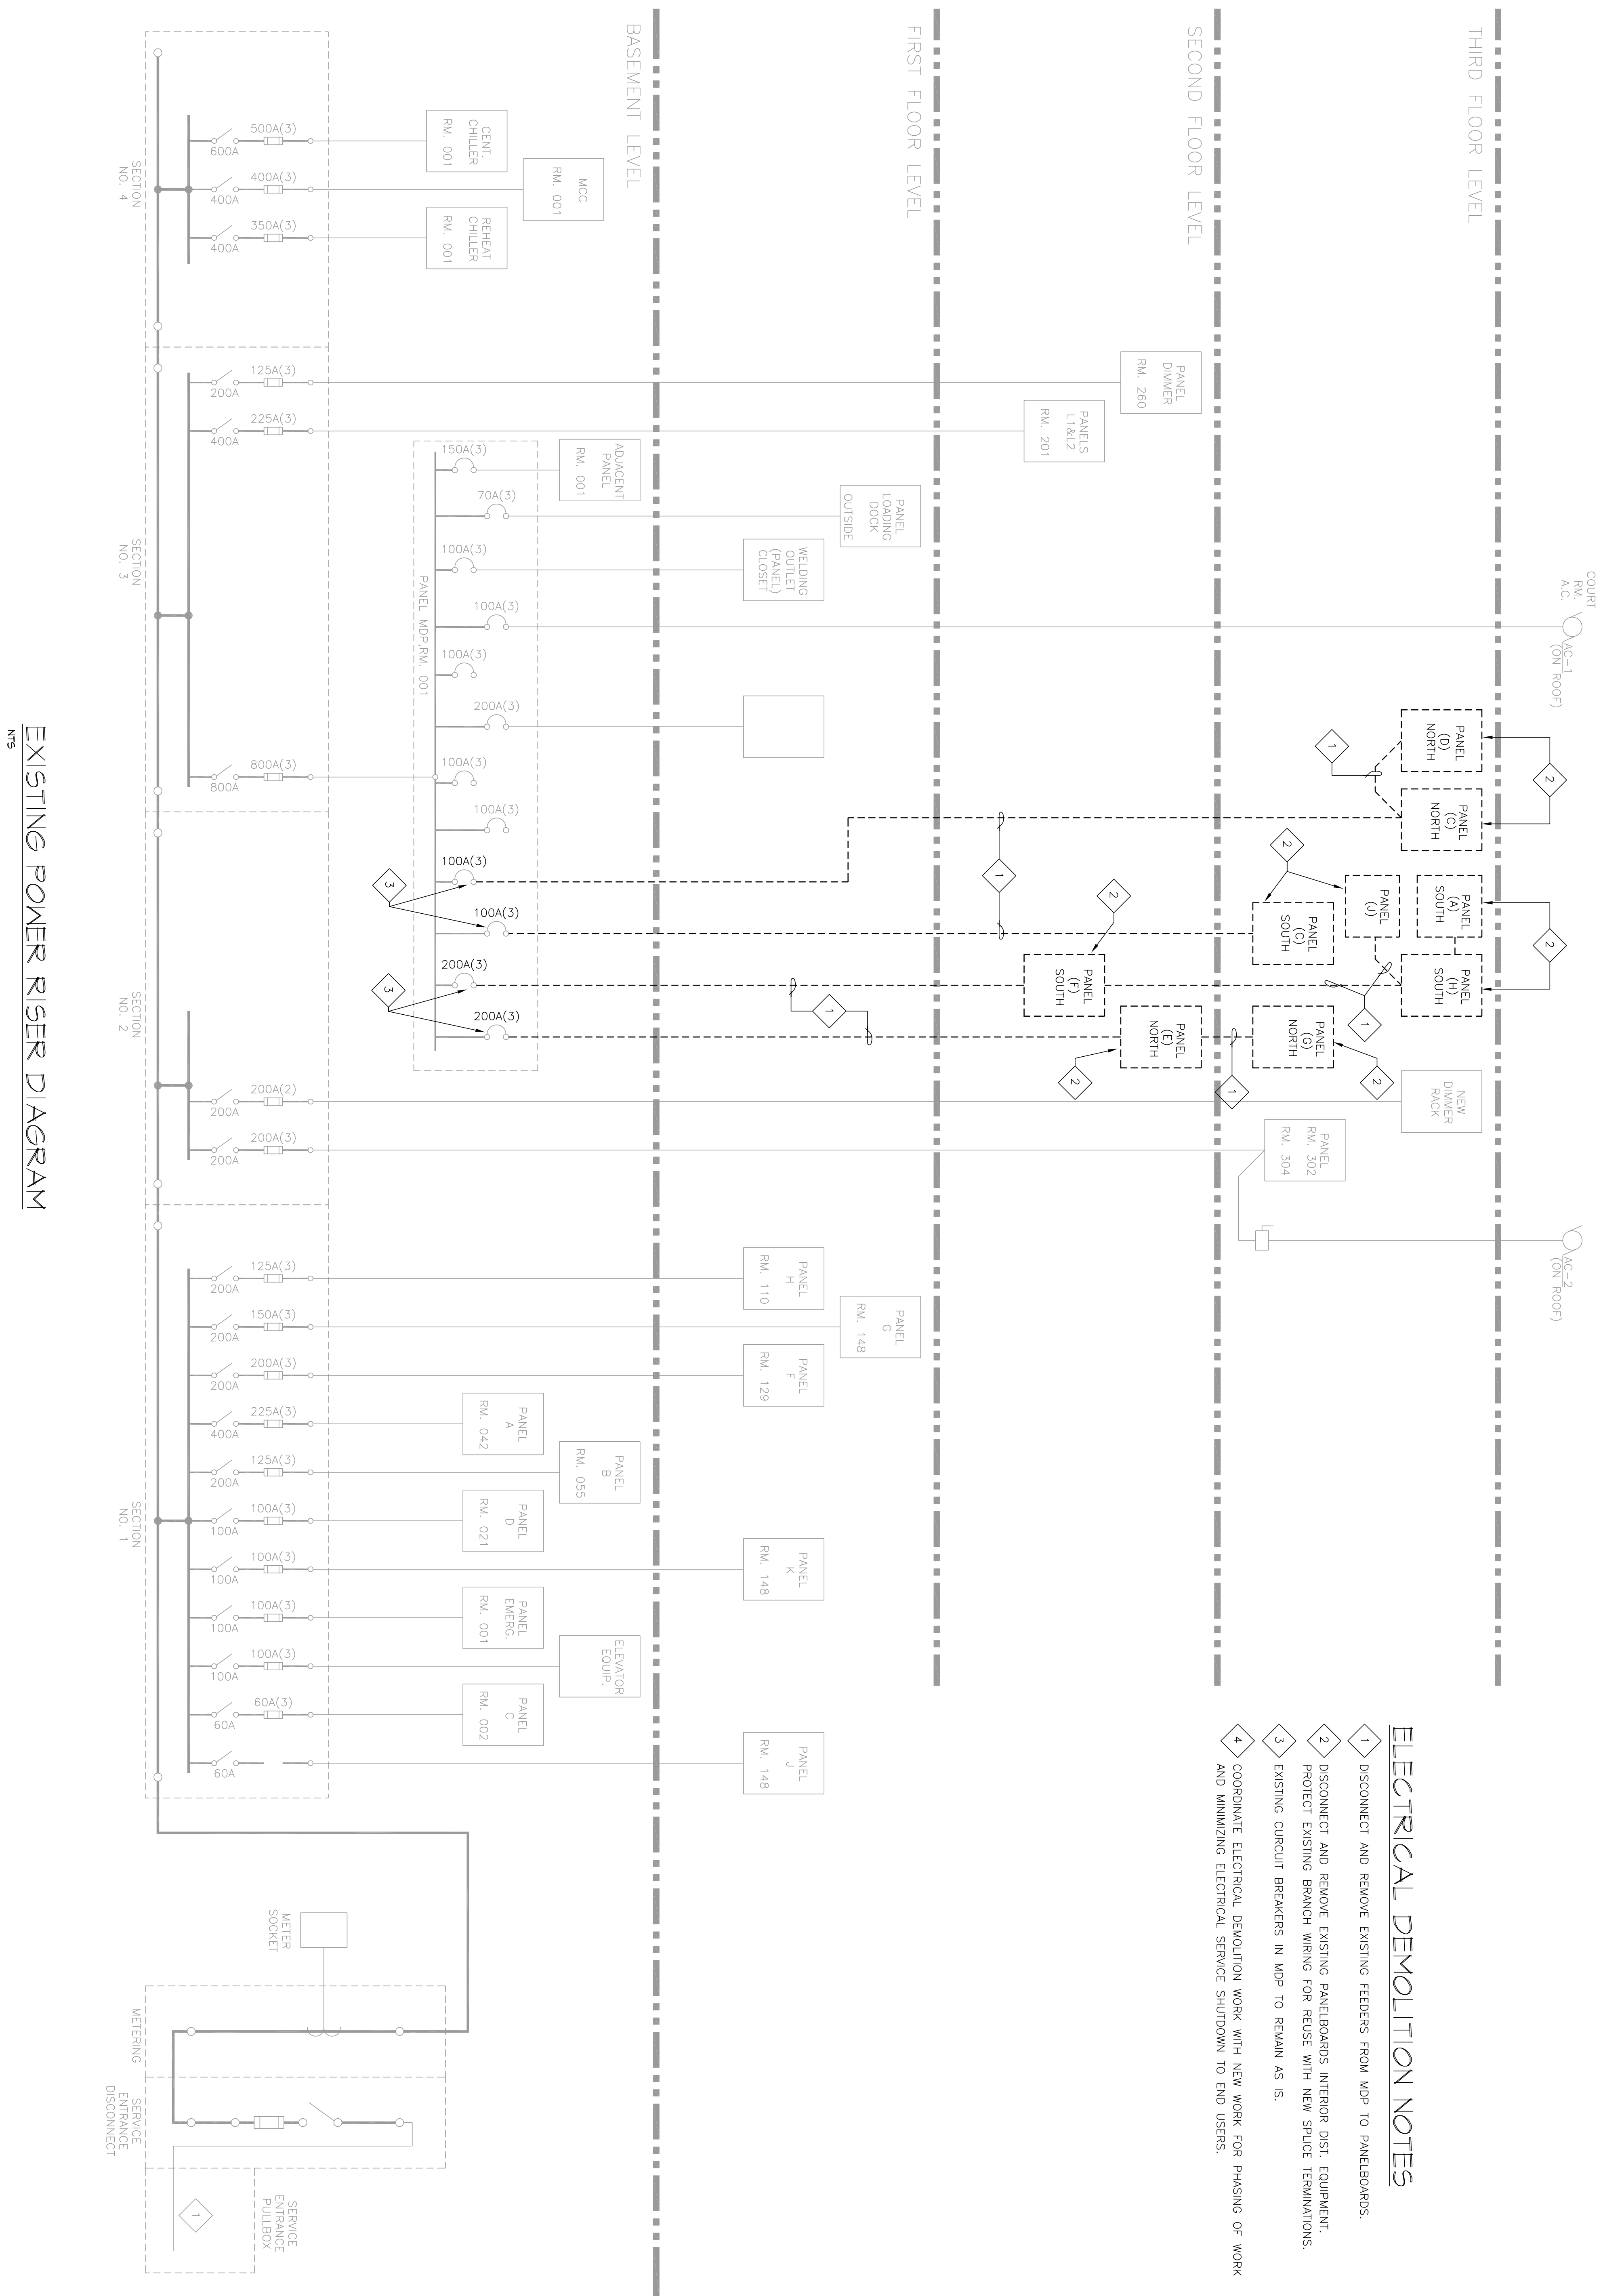 THIRD FLOOR LEVEL
SECOND FLOOR LEVEL
FIRST FLOOR LEVEL
BASEMENT LEVEL
COURT
RM.
A.C.
AC-1
(ON ROOF)
AC-2
(ON ROOF)
2
PANEL
(D)
NORTH
PANEL
(C)
NORTH
1
2
PANEL
(A)
SOUTH
PANEL
(H)
SOUTH
PANEL
(J)
2
PANEL
(C)
SOUTH
1
PANEL
(G)
NORTH
2
NEW
DIMMER
RACK
PANEL
RM. 302
RM. 304
PANEL
DIMMER
RM. 260
PANELS
L1&L2
RM. 201
1
2
PANEL
(F)
SOUTH
PANEL
(E)
NORTH
2
1
PANEL
LOADING
DOCK
OUTSIDE
WELDING
OUTLET
(PANEL)
CLOSET
1
PANEL
H
RM. 110
PANEL
G
RM. 148
PANEL
F
RM. 129
PANEL
K
RM. 148
PANEL
J
RM. 148
CENT.
CHILLER
RM. 001
MCC
RM. 001
REHEAT
CHILLER
RM. 001
ADJACENT
PANEL
RM. 001
PANEL
A
RM. 042
PANEL
B
RM. 055
PANEL
D
RM. 021
PANEL
EMERG.
RM. 001
ELEVATOR
EQUIP.
PANEL
C
RM. 002
150A(3)
70A(3)
100A(3)
100A(3)
100A(3)
200A(3)
100A(3)
100A(3)
100A(3)
100A(3)
200A(3)
200A(3)
3
3
PANEL MDP,RM. 001
500A(3)
600A
400A(3)
400A
350A(3)
400A
125A(3)
200A
225A(3)
400A
800A(3)
800A
200A(2)
200A
200A(3)
200A
125A(3)
200A
150A(3)
200A
200A(3)
200A
225A(3)
400A
125A(3)
200A
100A(3)
100A
100A(3)
100A
100A(3)
100A
100A(3)
100A
60A(3)
60A
60A
SECTION
NO. 4
SECTION
NO. 3
SECTION
NO. 2
SECTION
NO. 1
METER
SOCKET
METERING
SERVICE
ENTRANCE
DISCONNECT
SERVICE
ENTRANCE
PULLBOX
1
ELECTRICAL DEMOLITION NOTES
1 DISCONNECT AND REMOVE EXISTING FEEDERS FROM MDP TO PANELBOARDS.
2 DISCONNECT AND REMOVE EXISTING PANELBOARDS INTERIOR DIST. EQUIPMENT.
PROTECT EXISTING BRANCH WIRING FOR REUSE WITH NEW SPLICE TERMINATIONS.
3 EXISTING CURCUIT BREAKERS IN MDP TO REMAIN AS IS.
4 COORDINATE ELECTRICAL DEMOLITION WORK WITH NEW WORK FOR PHASING OF WORK
AND MINIMIZING ELECTRICAL SERVICE SHUTDOWN TO END USERS.
EXISTING POWER RISER DIAGRAM
NTS